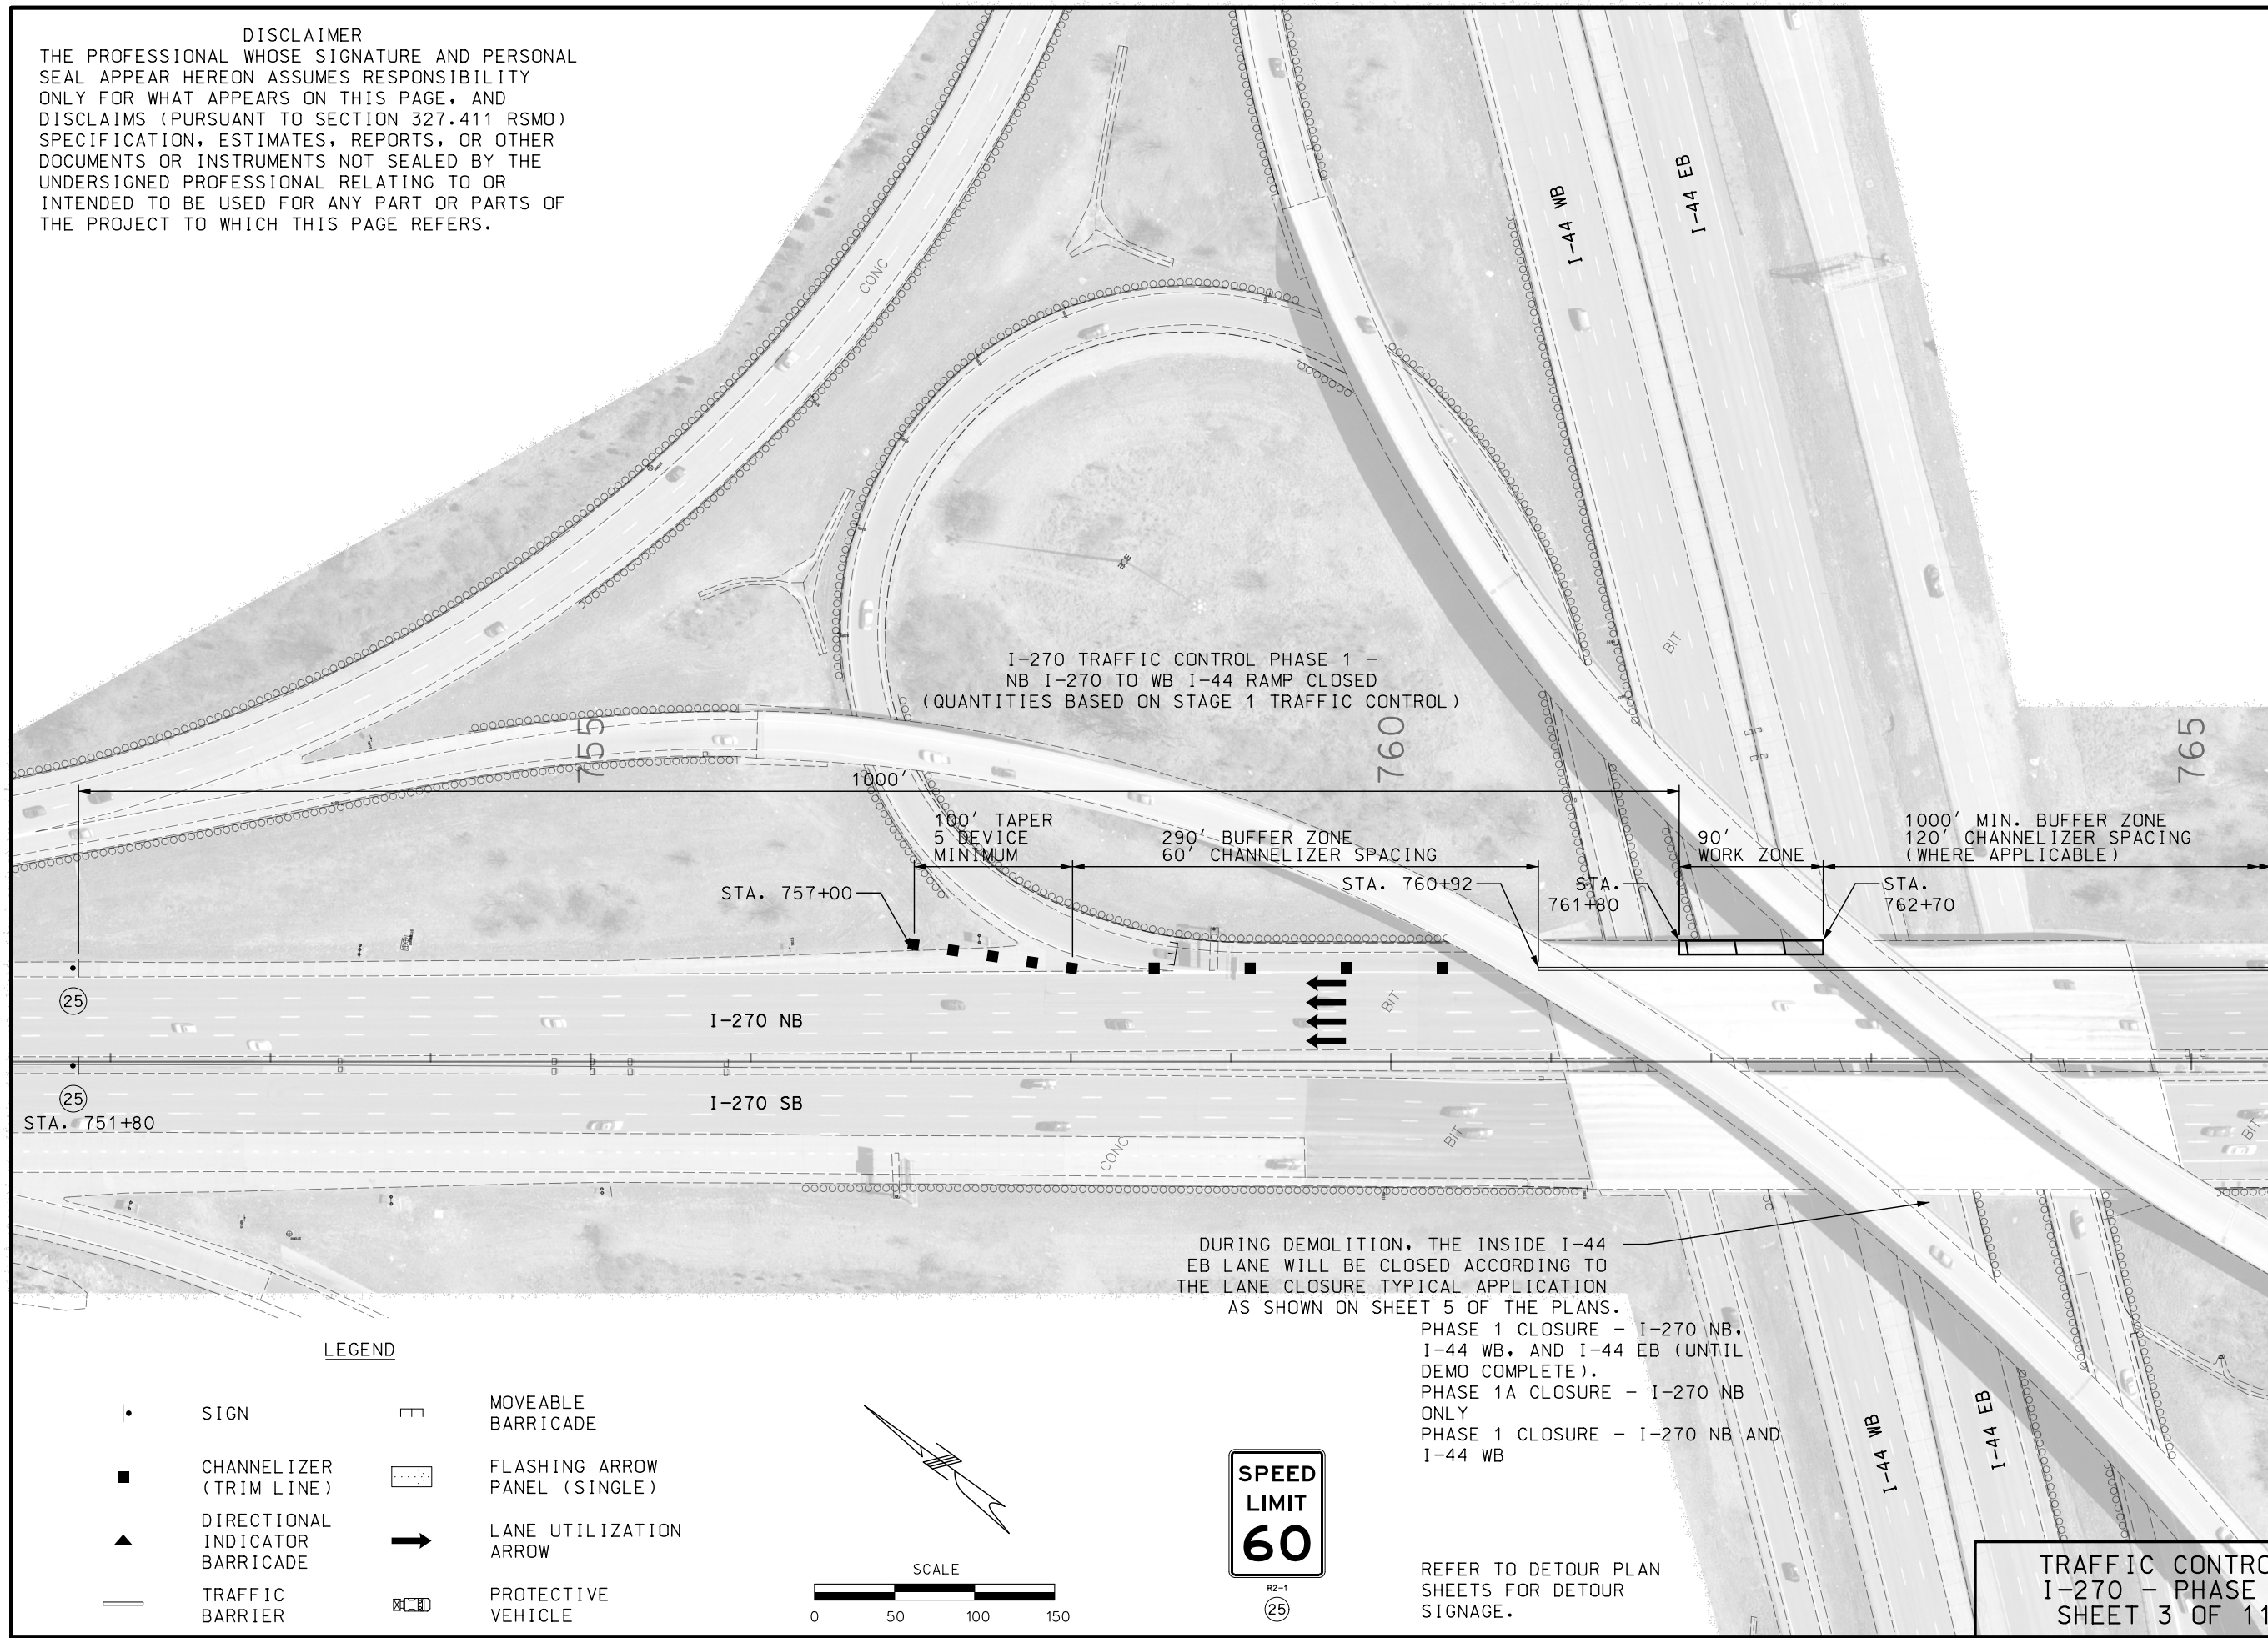 DISCLAIMER
THE PROFESSIONAL WHOSE SIGNATURE AND PERSONAL
SEAL APPEAR HEREON ASSUMES RESPONSIBILITY
ONLY FOR WHAT APPEARS ON THIS PAGE, AND
DISCLAIMS (PURSUANT TO SECTION 327.411 RSMO)
SPECIFICATION, ESTIMATES, REPORTS, OR OTHER
DOCUMENTS OR INSTRUMENTS NOT SEALED BY THE
UNDERSIGNED PROFESSIONAL RELATING TO OR
INTENDED TO BE USED FOR ANY PART OR PARTS OF
THE PROJECT TO WHICH THIS PAGE REFERS.
CONC
I-44 WB
I-44 EB
BIT
I-270 TRAFFIC CONTROL PHASE 1 -
NB I-270 TO WB I-44 RAMP CLOSED
(QUANTITIES BASED ON STAGE 1 TRAFFIC CONTROL)
755
760
765
1000'
100' TAPER
5 DEVICE
MINIMUM
290' BUFFER ZONE
60' CHANNELIZER SPACING
90'
WORK ZONE
1000' MIN. BUFFER ZONE
120' CHANNELIZER SPACING
(WHERE APPLICABLE)
STA. 757+00
STA. 760+92
STA.
761+80
STA.
762+70
25
I-270 NB
BIT
25
I-270 SB
STA. 751+80
CONC
BIT
BIT
DURING DEMOLITION, THE INSIDE I-44
EB LANE WILL BE CLOSED ACCORDING TO
THE LANE CLOSURE TYPICAL APPLICATION
AS SHOWN ON SHEET 5 OF THE PLANS.
PHASE 1 CLOSURE - I-270 NB,
I-44 WB, AND I-44 EB (UNTIL
DEMO COMPLETE).
PHASE 1A CLOSURE - I-270 NB
ONLY
PHASE 1 CLOSURE - I-270 NB AND
I-44 WB
I-44 WB
I-44 EB
LEGEND
SIGN
MOVEABLE
BARRICADE
CHANNELIZER
(TRIM LINE)
FLASHING ARROW
PANEL (SINGLE)
DIRECTIONAL
INDICATOR
BARRICADE
LANE UTILIZATION
ARROW
TRAFFIC
BARRIER
PROTECTIVE
VEHICLE
SCALE
0 50 100 150
SPEED
LIMIT
60
R2-1
25
REFER TO DETOUR PLAN
SHEETS FOR DETOUR
SIGNAGE.
TRAFFIC CONTRO
I-270 - PHASE
SHEET 3 OF 11